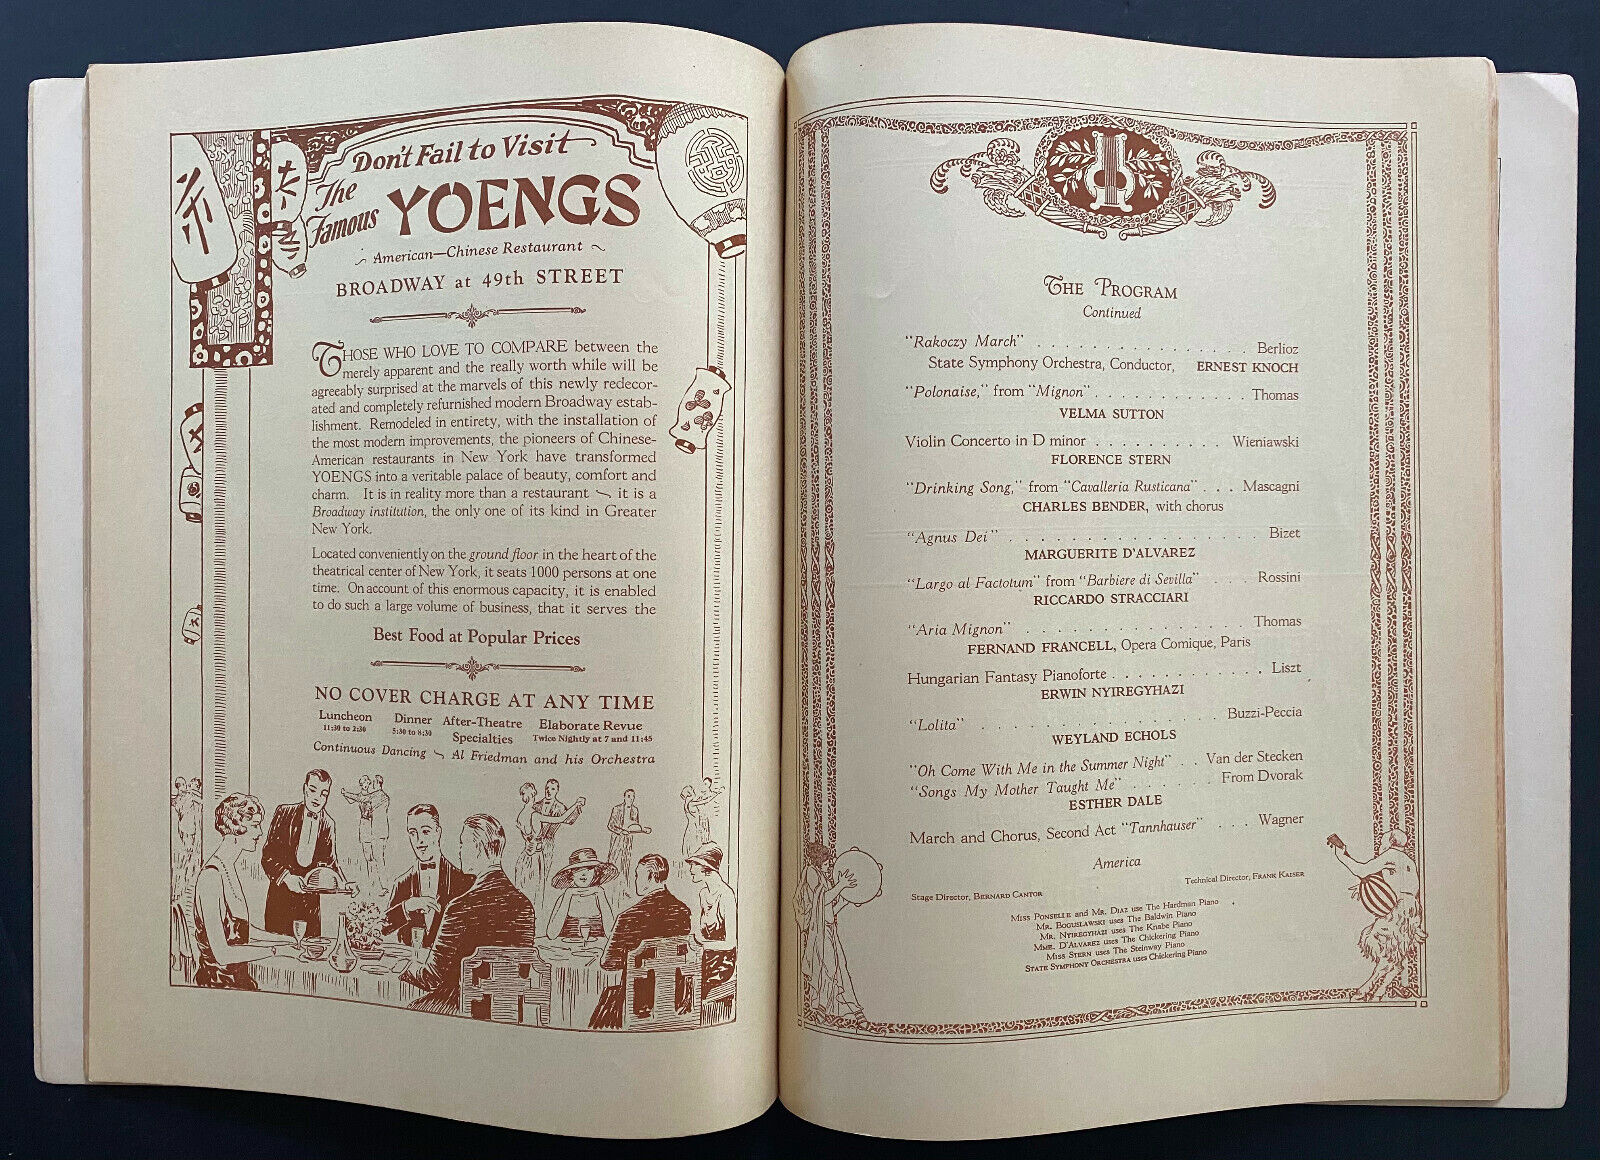 Don't Fail to Visit
The Famous YOENGS
American—Chinese Restaurant
BROADWAY at 49th STREET
THOSE WHO LOVE TO COMPARE between the
merely apparent and the really worth while will be
agreeably surprised at the marvels of this newly redecor-
ated and completely refurnished modern Broadway estab-
lishment. Remodeled in entirety, with the installation of
the most modern improvements, the pioneers of Chinese-
American restaurants in New York have transformed
YOENGS into a veritable palace of beauty, comfort and
charm. It is in reality more than a restaurant ~ it is a
Broadway institution, the only one of its kind in Greater
New York.
Located conveniently on the ground floor in the heart of the
theatrical center of New York, it seats 1000 persons at one
time. On account of this enormous capacity, it is enabled
to do such a large volume of business, that it serves the
Best Food at Popular Prices
NO COVER CHARGE AT ANY TIME
Luncheon Dinner After-Theatre Elaborate Revue
11:30 to 2:30 5:30 to 8:30 Specialties Twice Nightly at 7 and 11:45
Continuous Dancing ~ Al Friedman and his Orchestra
THE PROGRAM
Continued
"Rakoczy March" . . . . . . . . . . . . . . . . Berlioz
State Symphony Orchestra, Conductor, ERNEST KNOCH
"Polonaise," from "Mignon" . . . . . . . . . . . . Thomas
VELMA SUTTON
Violin Concerto in D minor . . . . . . . . . . Wieniawski
FLORENCE STERN
"Drinking Song," from "Cavalleria Rusticana" . . . Mascagni
CHARLES BENDER, with chorus
"Agnus Dei" . . . . . . . . . . . . . . . . . . . Bizet
MARGUERITE D'ALVAREZ
"Largo al Factotum" from "Barbiere di Sevilla" . . . Rossini
RICCARDO STRACCIARI
"Aria Mignon" . . . . . . . . . . . . . . . . . Thomas
FERNAND FRANCELL, Opera Comique, Paris
Hungarian Fantasy Pianoforte . . . . . . . . . . . . Liszt
ERWIN NYIREGYHAZI
"Lolita" . . . . . . . . . . . . . . . . . Buzzi-Peccia
WEYLAND ECHOLS
"Oh Come With Me in the Summer Night" . . Van der Stecken
"Songs My Mother Taught Me" . . . . . . . From Dvorak
ESTHER DALE
March and Chorus, Second Act "Tannhauser" . . . Wagner
America
Stage Director, BERNARD CANTOR Technical Director, FRANK KAISER
MISS PONSELLE and MR. DIAZ use The Hardman Piano
MR. BOGUSLAWSKI uses The Baldwin Piano
MR. NYIREGYHAZI uses The Knabe Piano
MME. D'ALVAREZ uses The Chickering Piano
MISS STERN uses The Steinway Piano
STATE SYMPHONY ORCHESTRA uses Chickering Piano